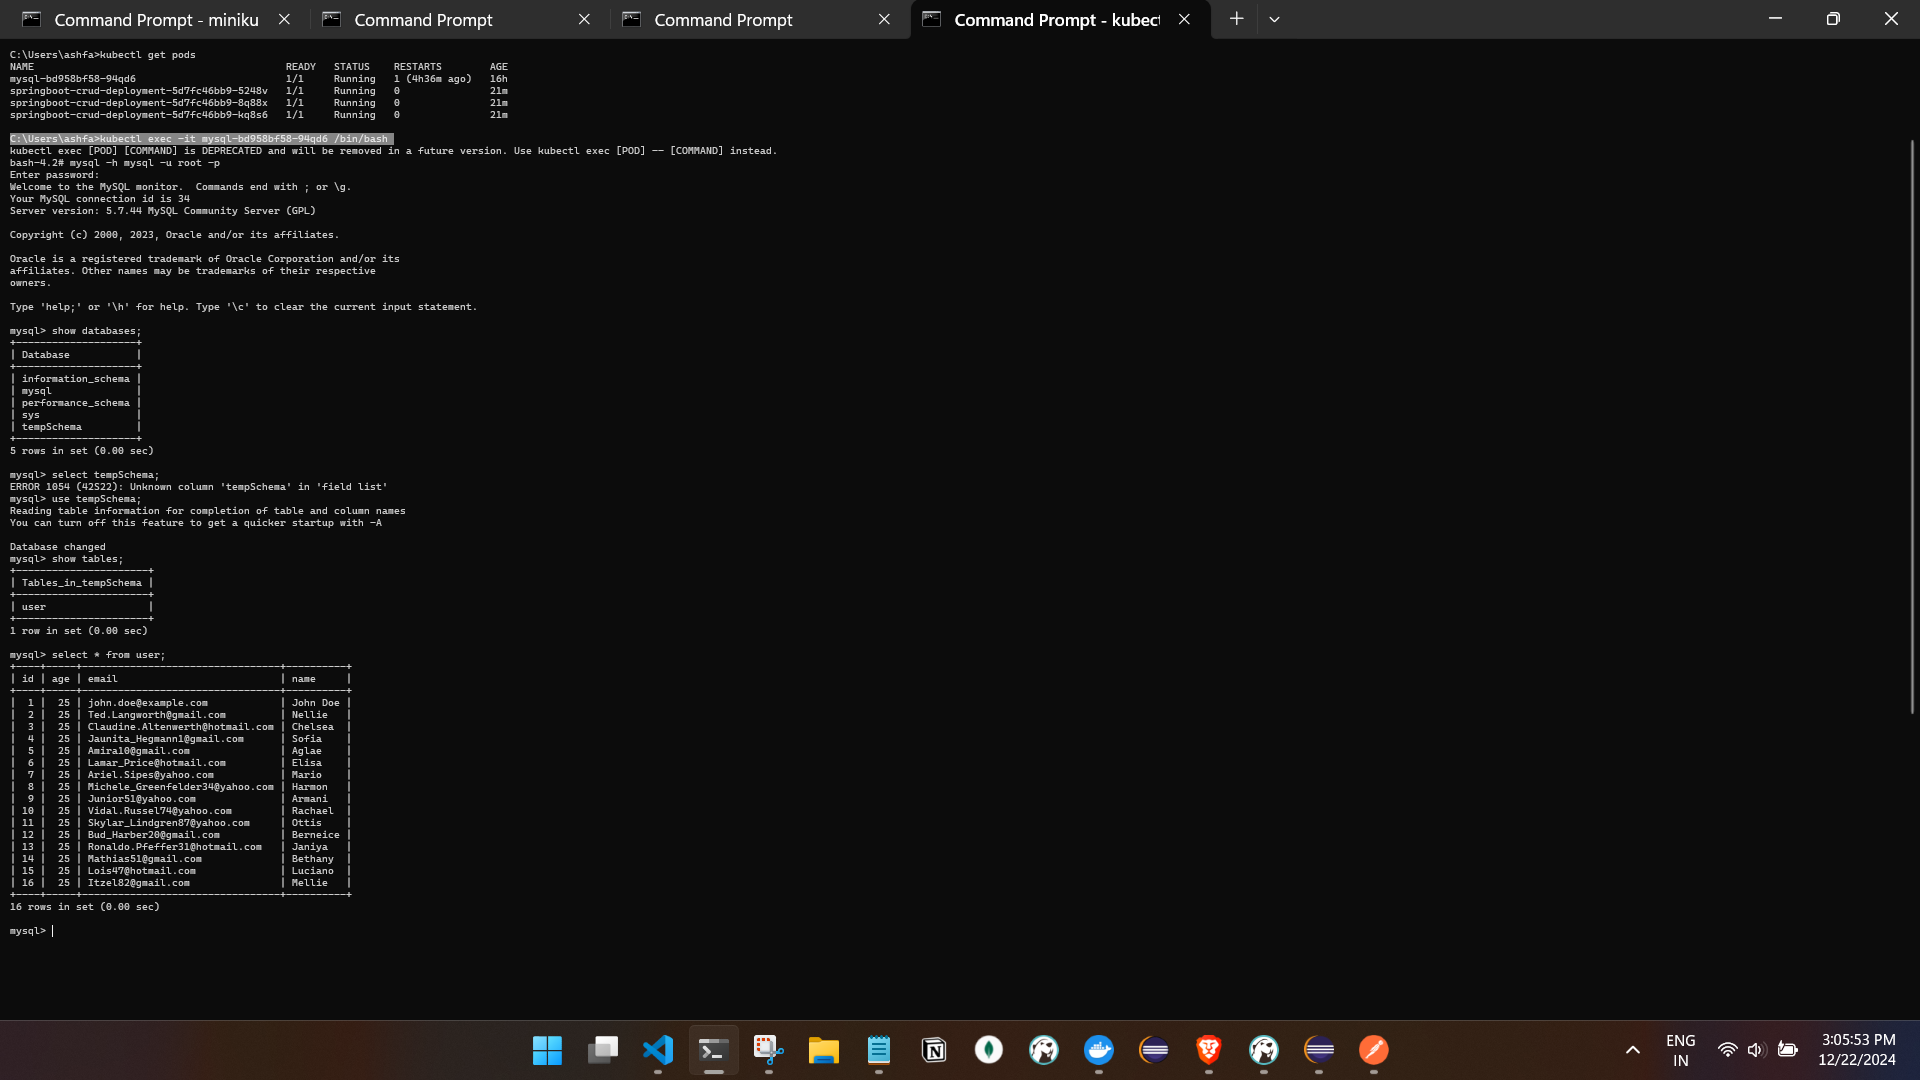 Command Prompt - miniku
Command Prompt
Command Prompt
Command Prompt - kubect
C:\Users\ashfa>kubectl get pods
NAME READY STATUS RESTARTS AGE
mysql-bd958bf58-94qd6 1/1 Running 1 (4h36m ago) 16h
springboot-crud-deployment-5d7fc46bb9-5248v 1/1 Running 0 21m
springboot-crud-deployment-5d7fc46bb9-8q88x 1/1 Running 0 21m
springboot-crud-deployment-5d7fc46bb9-kq8s6 1/1 Running 0 21m
C:\Users\ashfa>kubectl exec -it mysql-bd958bf58-94qd6 /bin/bash
kubectl exec [POD] [COMMAND] is DEPRECATED and will be removed in a future version. Use kubectl exec [POD] -- [COMMAND] instead.
bash-4.2# mysql -h mysql -u root -p
Enter password:
Welcome to the MySQL monitor.  Commands end with ; or \g.
Your MySQL connection id is 34
Server version: 5.7.44 MySQL Community Server (GPL)
Copyright (c) 2000, 2023, Oracle and/or its affiliates.
Oracle is a registered trademark of Oracle Corporation and/or its
affiliates. Other names may be trademarks of their respective
owners.
Type 'help;' or '\h' for help. Type '\c' to clear the current input statement.
mysql> show databases;
+--------------------+
| Database           |
+--------------------+
| information_schema |
| mysql              |
| performance_schema |
| sys                |
| tempSchema         |
+--------------------+
5 rows in set (0.00 sec)
mysql> select tempSchema;
ERROR 1054 (42S22): Unknown column 'tempSchema' in 'field list'
mysql> use tempSchema;
Reading table information for completion of table and column names
You can turn off this feature to get a quicker startup with -A
Database changed
mysql> show tables;
+----------------------+
| Tables_in_tempSchema |
+----------------------+
| user                 |
+----------------------+
1 row in set (0.00 sec)
mysql> select * from user;
+----+-----+---------------------------------+----------+
| id | age | email                           | name     |
+----+-----+---------------------------------+----------+
|  1 |  25 | john.doe@example.com            | John Doe |
|  2 |  25 | Ted.Langworth@gmail.com         | Nellie   |
|  3 |  25 | Claudine.Altenwerth@hotmail.com | Chelsea  |
|  4 |  25 | Jaunita_Hegmann1@gmail.com      | Sofia    |
|  5 |  25 | Amira10@gmail.com               | Aglae    |
|  6 |  25 | Lamar_Price@hotmail.com         | Elisa    |
|  7 |  25 | Ariel.Sipes@yahoo.com           | Mario    |
|  8 |  25 | Michele_Greenfelder34@yahoo.com | Harmon   |
|  9 |  25 | Junior51@yahoo.com              | Armani   |
| 10 |  25 | Vidal.Russel74@yahoo.com        | Rachael  |
| 11 |  25 | Skylar_Lindgren87@yahoo.com     | Ottis    |
| 12 |  25 | Bud_Harber20@gmail.com          | Berneice |
| 13 |  25 | Ronaldo.Pfeffer31@hotmail.com   | Janiya   |
| 14 |  25 | Mathias51@gmail.com             | Bethany  |
| 15 |  25 | Lois47@hotmail.com              | Luciano  |
| 16 |  25 | Itzel82@gmail.com               | Mellie   |
+----+-----+---------------------------------+----------+
16 rows in set (0.00 sec)
mysql>
ENG
IN
3:05:53 PM
12/22/2024